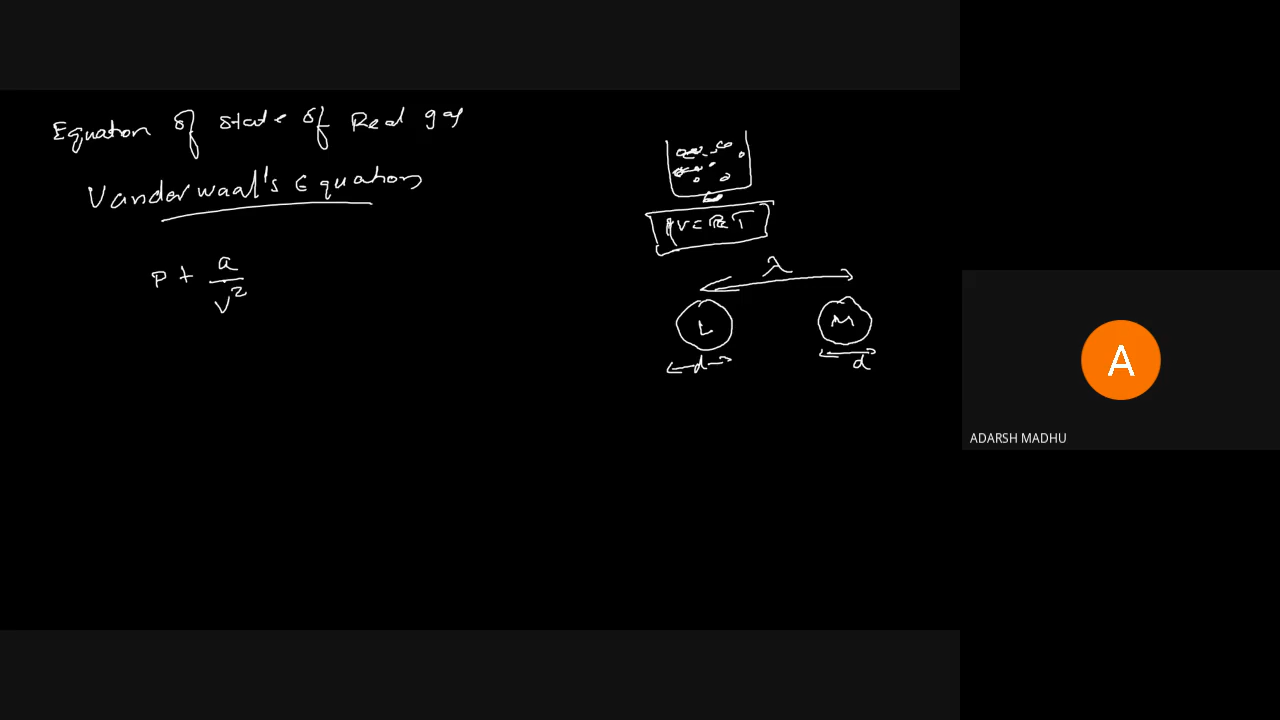 Equation of state of Real gas
Vanderwaal's Equation
P + a/v²
PV = RT
λ
L M
d d
A
ADARSH MADHU